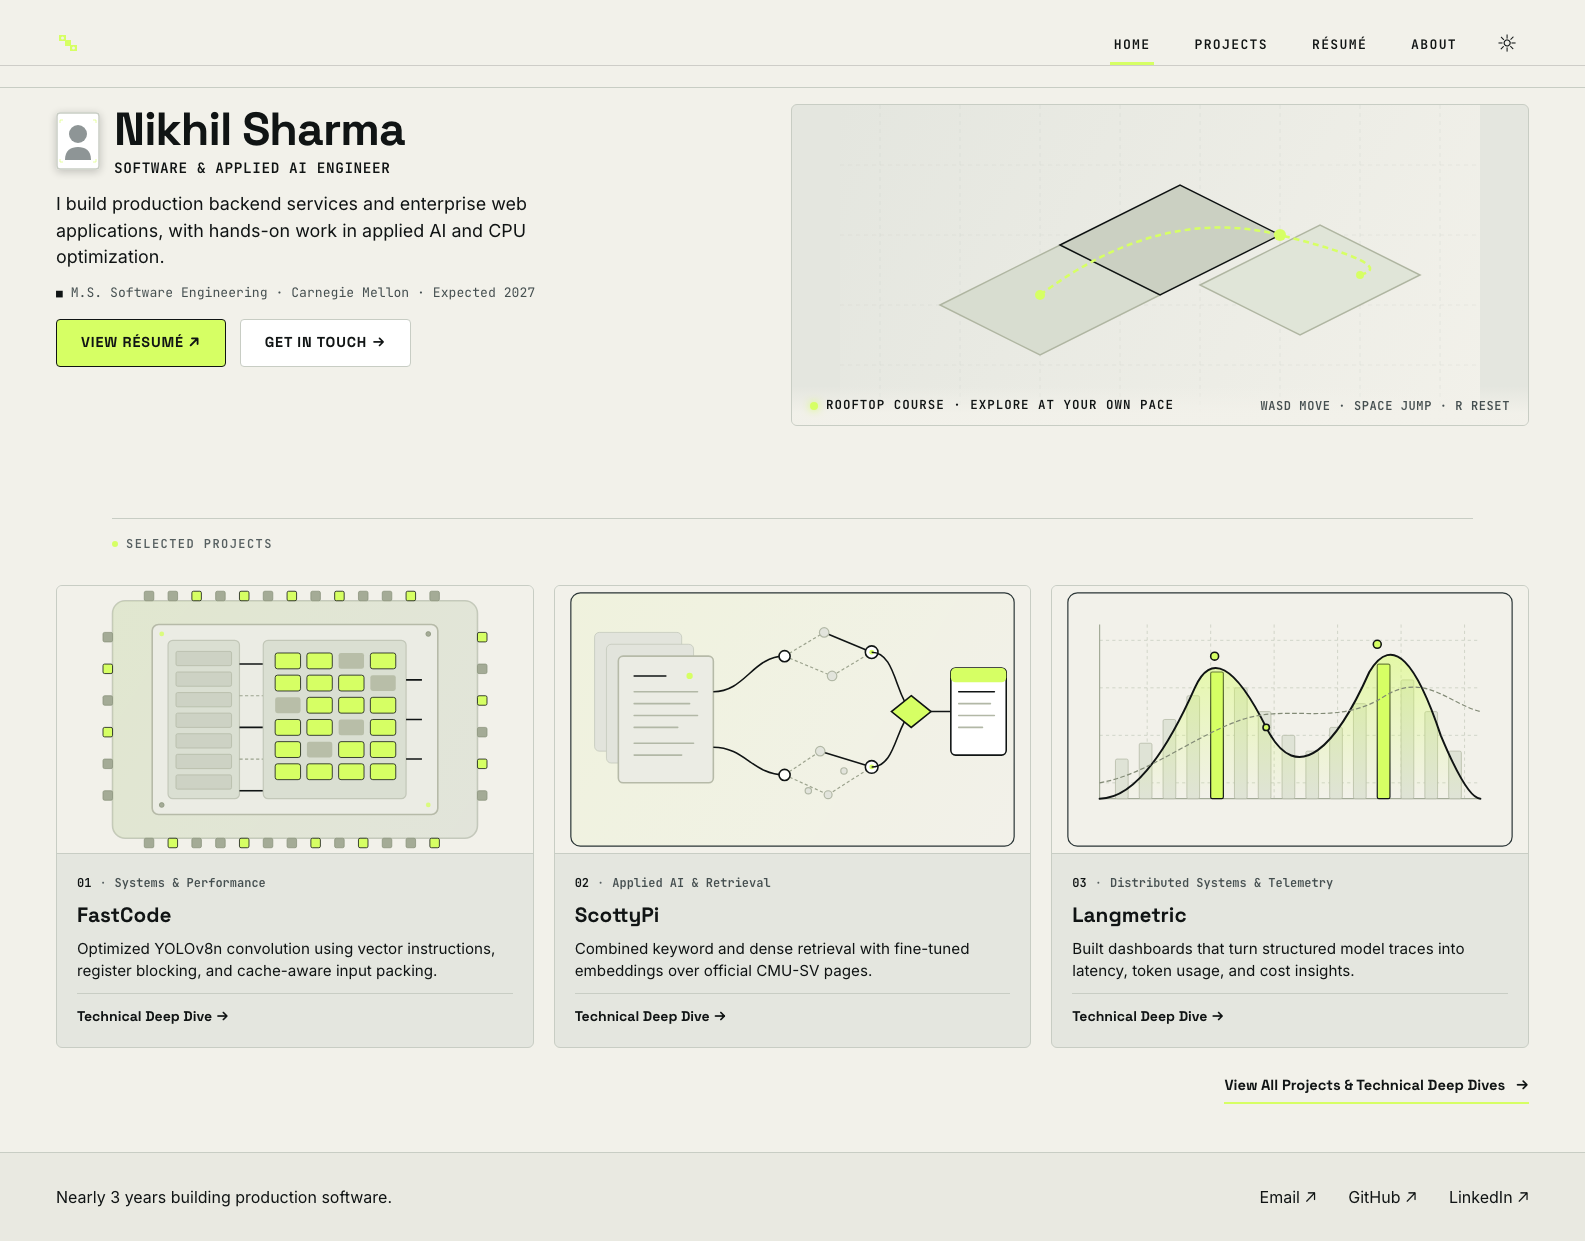 HOME PROJECTS RÉSUMÉ ABOUT
Nikhil Sharma
SOFTWARE & APPLIED AI ENGINEER
I build production backend services and enterprise web
applications, with hands-on work in applied AI and CPU
optimization.
M.S. Software Engineering · Carnegie Mellon · Expected 2027
VIEW RÉSUMÉ ↗ GET IN TOUCH →
ROOFTOP COURSE · EXPLORE AT YOUR OWN PACE WASD MOVE · SPACE JUMP · R RESET
SELECTED PROJECTS
01 · Systems & Performance
FastCode
Optimized YOLOv8n convolution using vector instructions,
register blocking, and cache-aware input packing.
Technical Deep Dive →
02 · Applied AI & Retrieval
ScottyPi
Combined keyword and dense retrieval with fine-tuned
embeddings over official CMU-SV pages.
Technical Deep Dive →
03 · Distributed Systems & Telemetry
Langmetric
Built dashboards that turn structured model traces into
latency, token usage, and cost insights.
Technical Deep Dive →
View All Projects & Technical Deep Dives →
Nearly 3 years building production software.
Email ↗ GitHub ↗ LinkedIn ↗